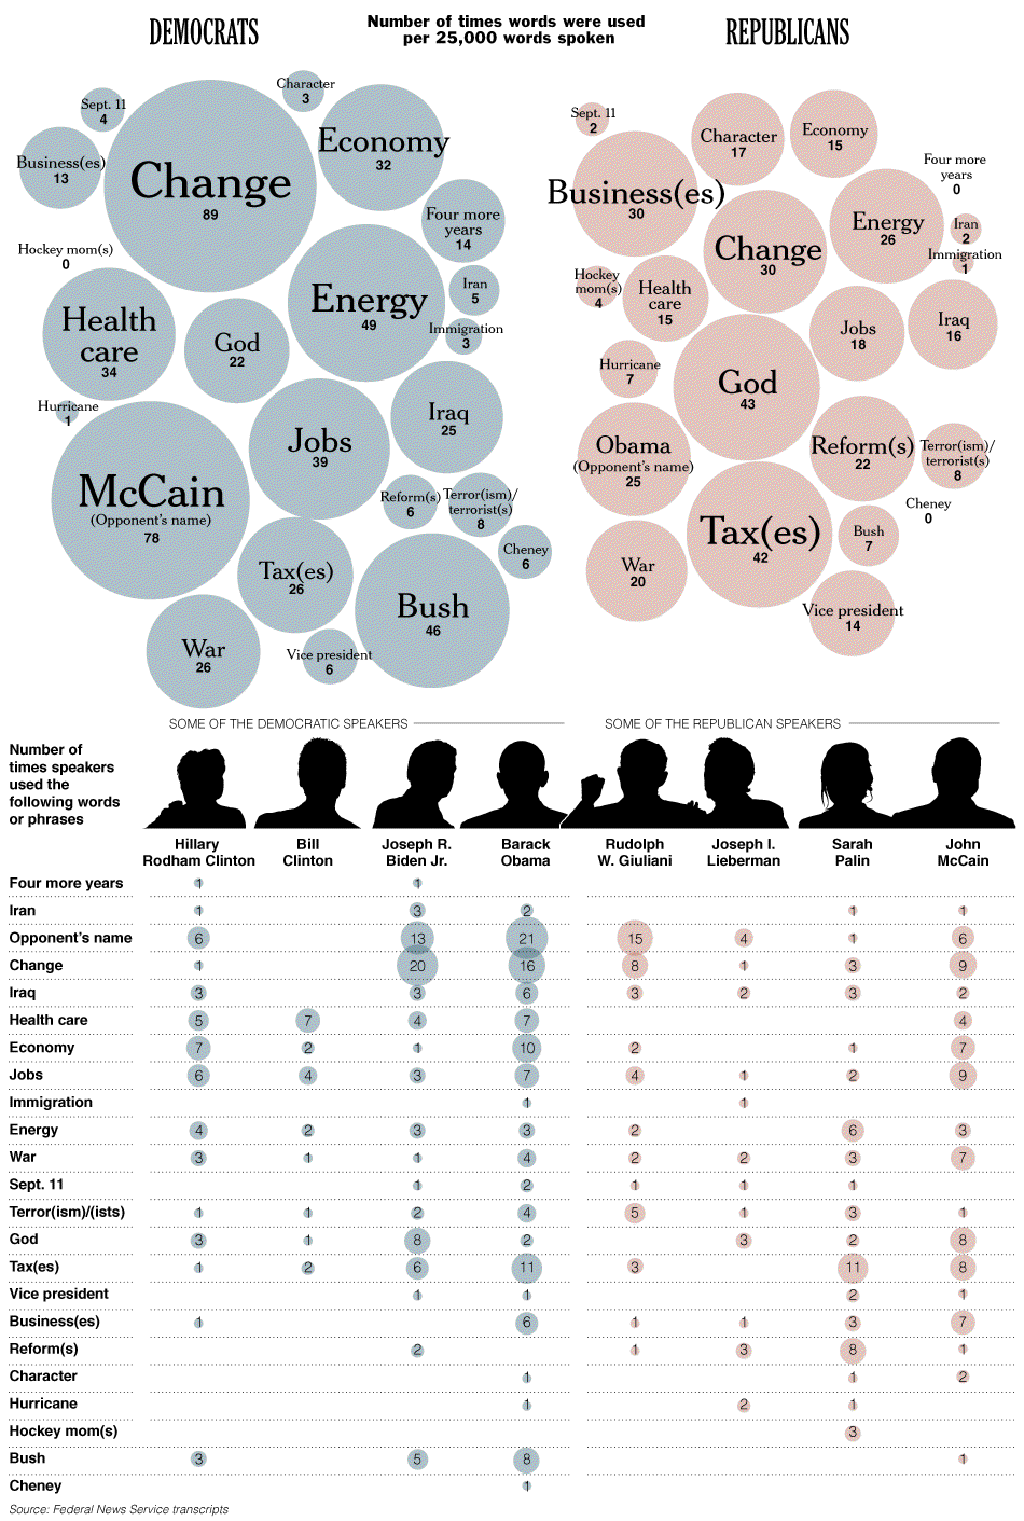 DEMOCRATS
Number of times words were used
per 25,000 words spoken
REPUBLICANS
Character
3
Sept. 11
4
Economy
32
Business(es)
13
Change
89
Four more
years
14
Hockey mom(s)
0
Iran
5
Energy
49
Health
care
34
God
22
Immigration
3
Hurricane
1
Iraq
25
Jobs
39
McCain
(Opponent's name)
78
Reform(s)
6
Terror(ism)/
terrorist(s)
8
Cheney
6
Tax(es)
26
Bush
46
War
26
Vice president
6
Sept. 11
2
Character
17
Economy
15
Four more
years
0
Business(es)
30
Energy
26
Iran
2
Change
30
Immigration
1
Hockey
mom(s)
4
Health
care
15
Jobs
18
Iraq
16
Hurricane
7
God
43
Obama
(Opponent's name)
25
Reform(s)
22
Terror(ism)/
terrorist(s)
8
Cheney
0
Tax(es)
42
Bush
7
War
20
Vice president
14
SOME OF THE DEMOCRATIC SPEAKERS
SOME OF THE REPUBLICAN SPEAKERS
Number of
times speakers
used the
following words
or phrases
Hillary
Rodham Clinton
Bill
Clinton
Joseph R.
Biden Jr.
Barack
Obama
Rudolph
W. Giuliani
Joseph I.
Lieberman
Sarah
Palin
John
McCain
Four more years 1 1
Iran 1 3 2 1 1
Opponent's name 6 13 21 15 4 1 6
Change 1 20 16 8 1 3 9
Iraq 3 3 6 3 2 3 2
Health care 5 7 4 7 4
Economy 7 2 1 10 2 1 7
Jobs 6 4 3 7 4 1 2 9
Immigration 1 1
Energy 4 2 3 3 2 6 3
War 3 1 1 4 2 2 3 7
Sept. 11 1 2 1 1 1
Terror(ism)/(ists) 1 1 2 4 5 1 3 1
God 3 1 8 2 3 2 8
Tax(es) 1 2 6 11 3 11 8
Vice president 1 1 2 1
Business(es) 1 6 1 1 3 7
Reform(s) 2 1 3 8 1
Character 1 1 2
Hurricane 1 2 1
Hockey mom(s) 3
Bush 3 5 8 1
Cheney 1
Source: Federal News Service transcripts